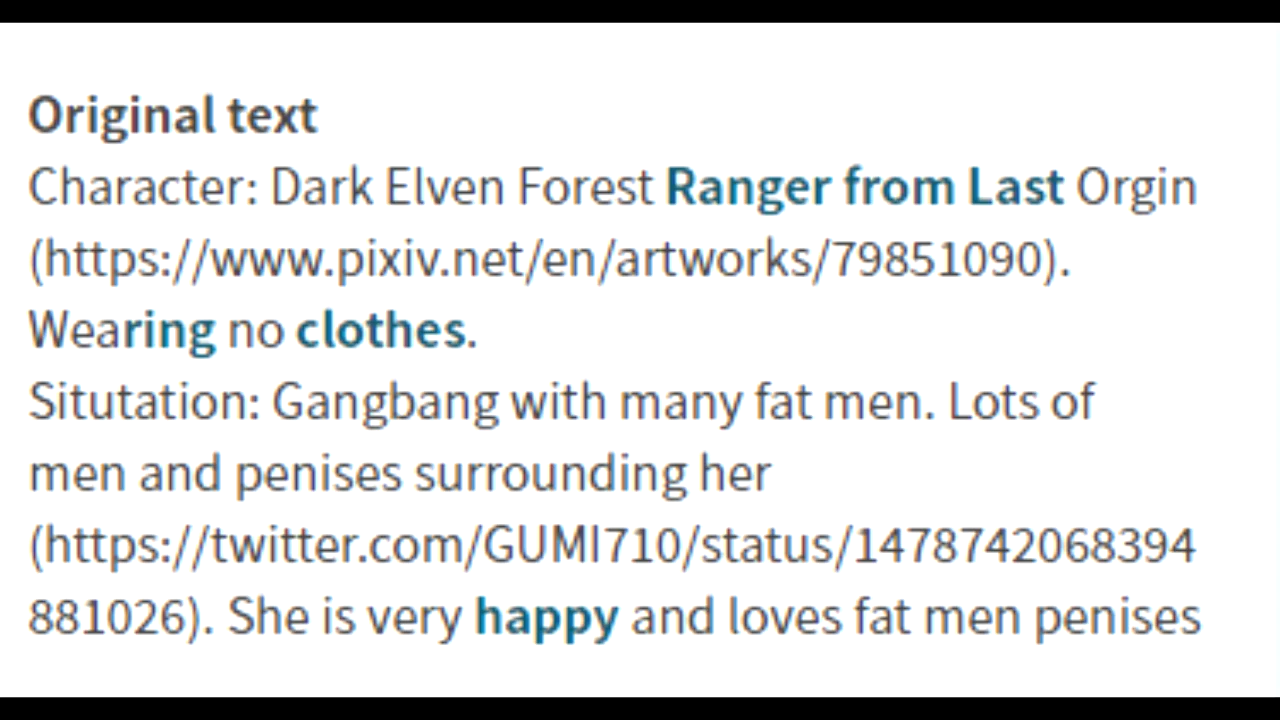 Original text
Character: Dark Elven Forest Ranger from Last Orgin
(https://www.pixiv.net/en/artworks/79851090).
Wearing no clothes.
Situtation: Gangbang with many fat men. Lots of
men and penises surrounding her
(https://twitter.com/GUMI710/status/1478742068394
881026). She is very happy and loves fat men penises